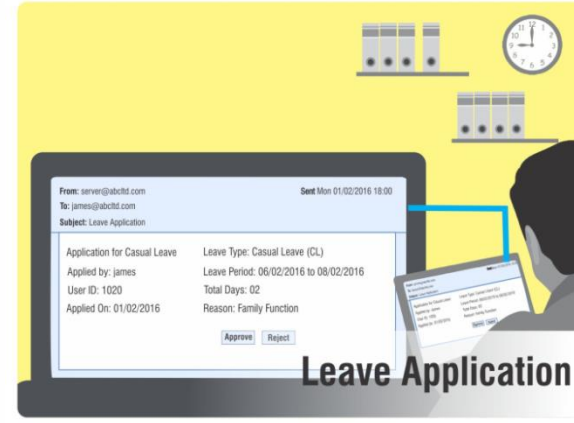 From: server@abcltd.com
Sent Mon 01/02/2016 18:00
To: james@abcltd.com
Subject: Leave Application
Application for Casual Leave
Applied by: james
User ID: 1020
Applied On: 01/02/2016
Leave Type: Casual Leave (CL)
Leave Period: 06/02/2016 to 08/02/2016
Total Days: 02
Reason: Family Function
Approve
Reject
Leave Application